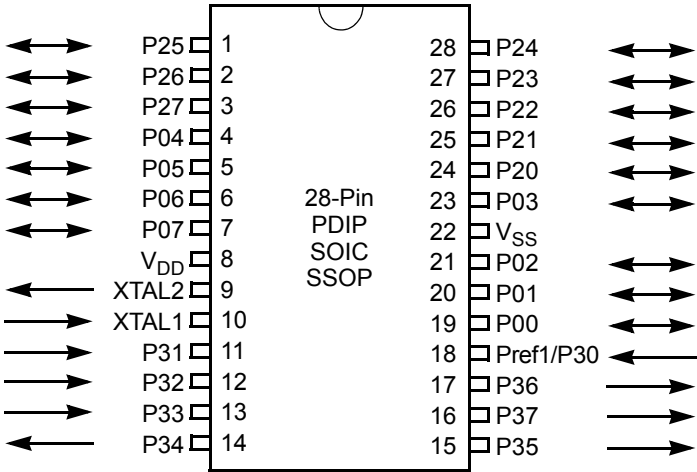 P25 1 28 P24
P26 2 27 P23
P27 3 26 P22
P04 4 25 P21
P05 5 24 P20
P06 6 28-Pin 23 P03
P07 7 PDIP 22 VSS
VDD 8 SOIC 21 P02
XTAL2 9 SSOP 20 P01
XTAL1 10 19 P00
P31 11 18 Pref1/P30
P32 12 17 P36
P33 13 16 P37
P34 14 15 P35